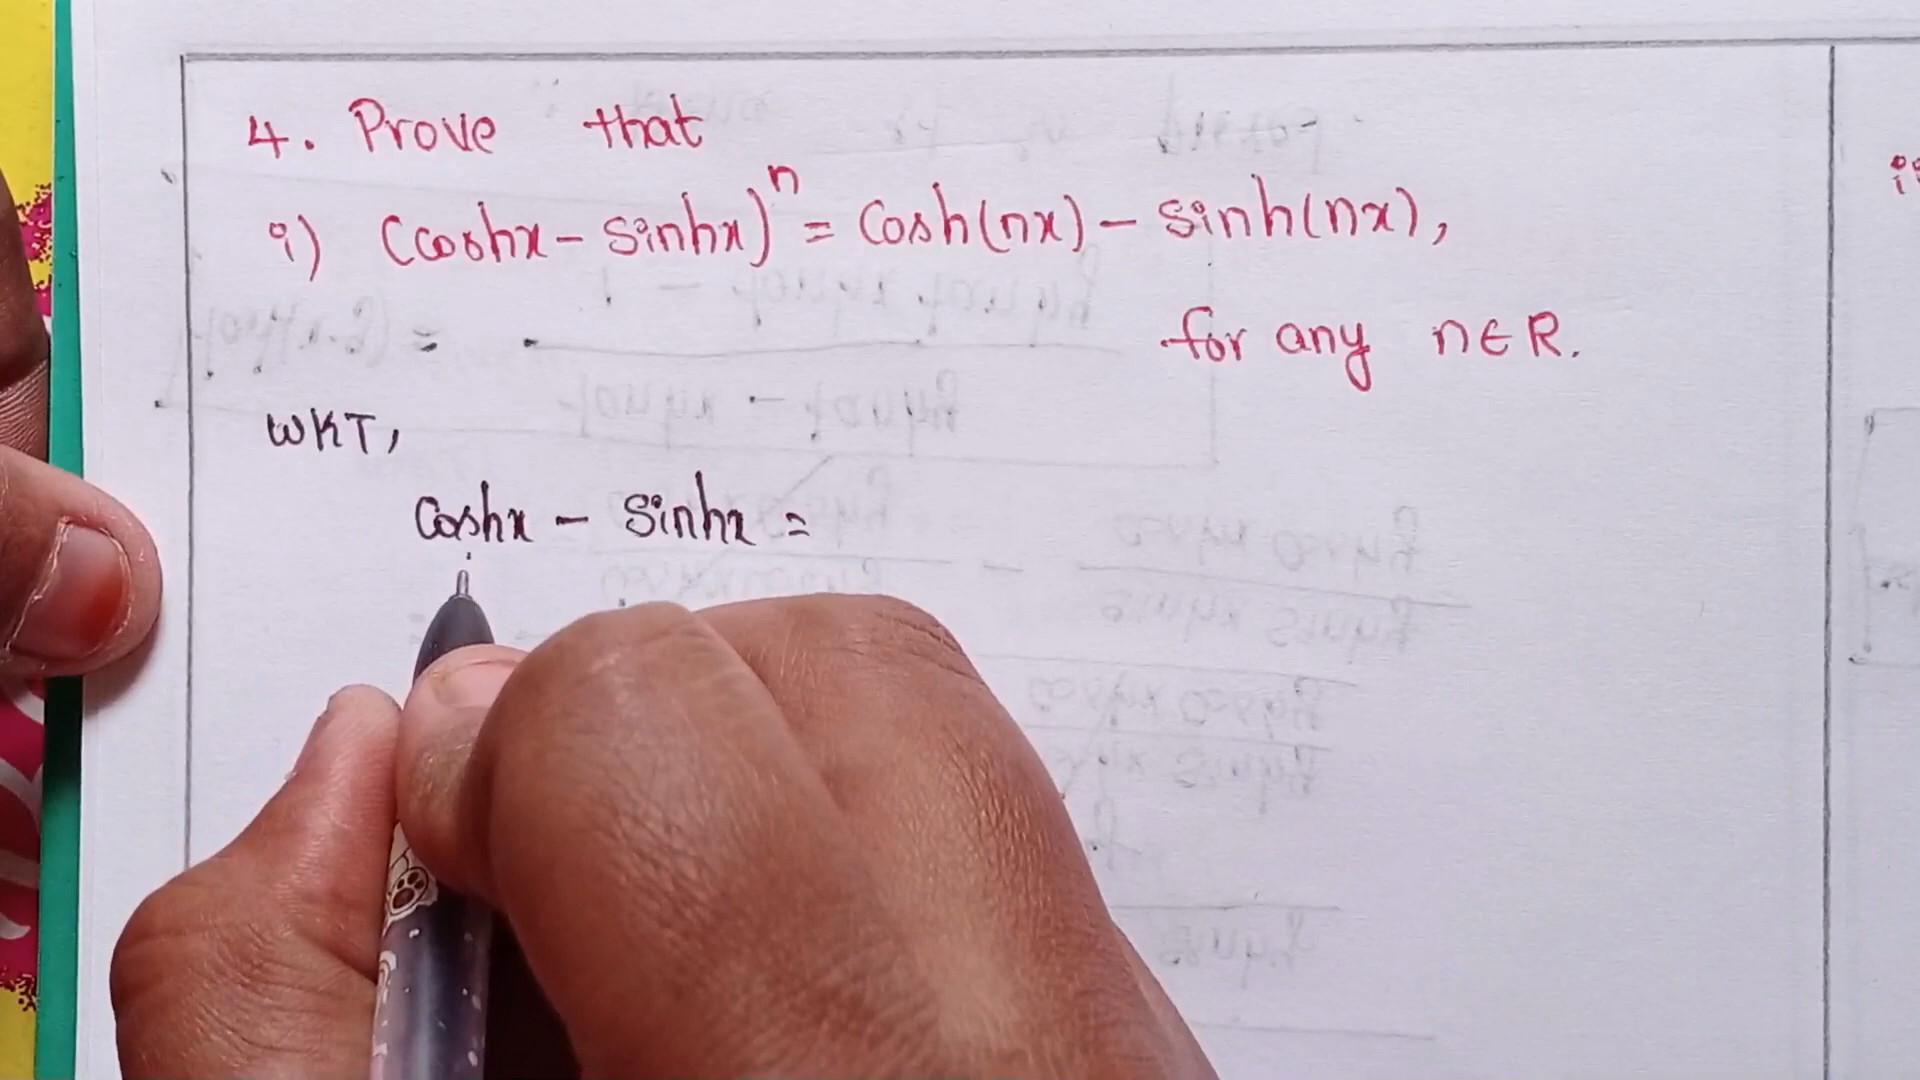 4. Prove that
i) (coshx - sinhx)ⁿ = cosh(nx) - sinh(nx),
for any n∈R.
WKT,
coshx - sinhx =